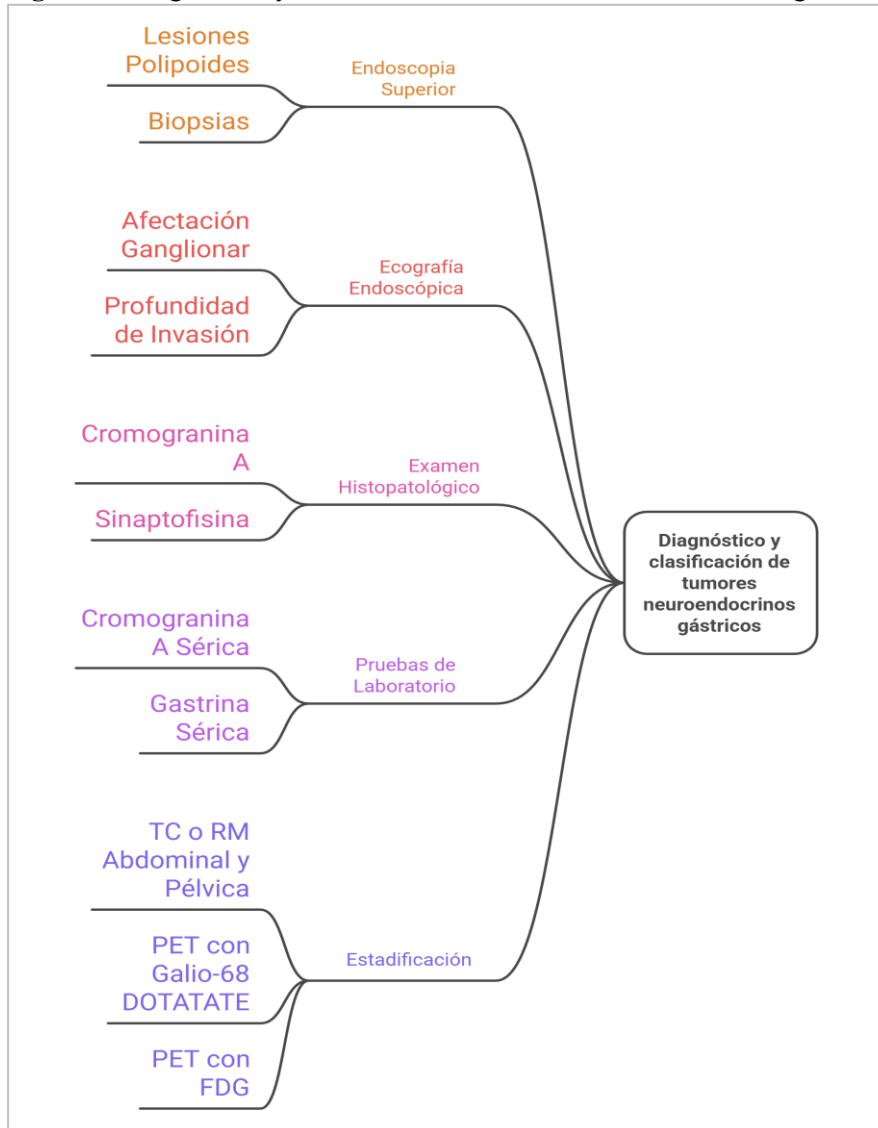 Lesiones
Polipoides
Biopsias
Endoscopia
Superior
Afectación
Ganglionar
Profundidad
de Invasión
Ecografía
Endoscópica
Cromogranina
A
Sinaptofisina
Examen
Histopatológico
Cromogranina
A Sérica
Gastrina
Sérica
Pruebas de
Laboratorio
TC o RM
Abdominal y
Pélvica
PET con
Galio-68
DOTATATE
PET con
FDG
Estadificación
Diagnóstico y
clasificación de
tumores
neuroendocrinos
gástricos